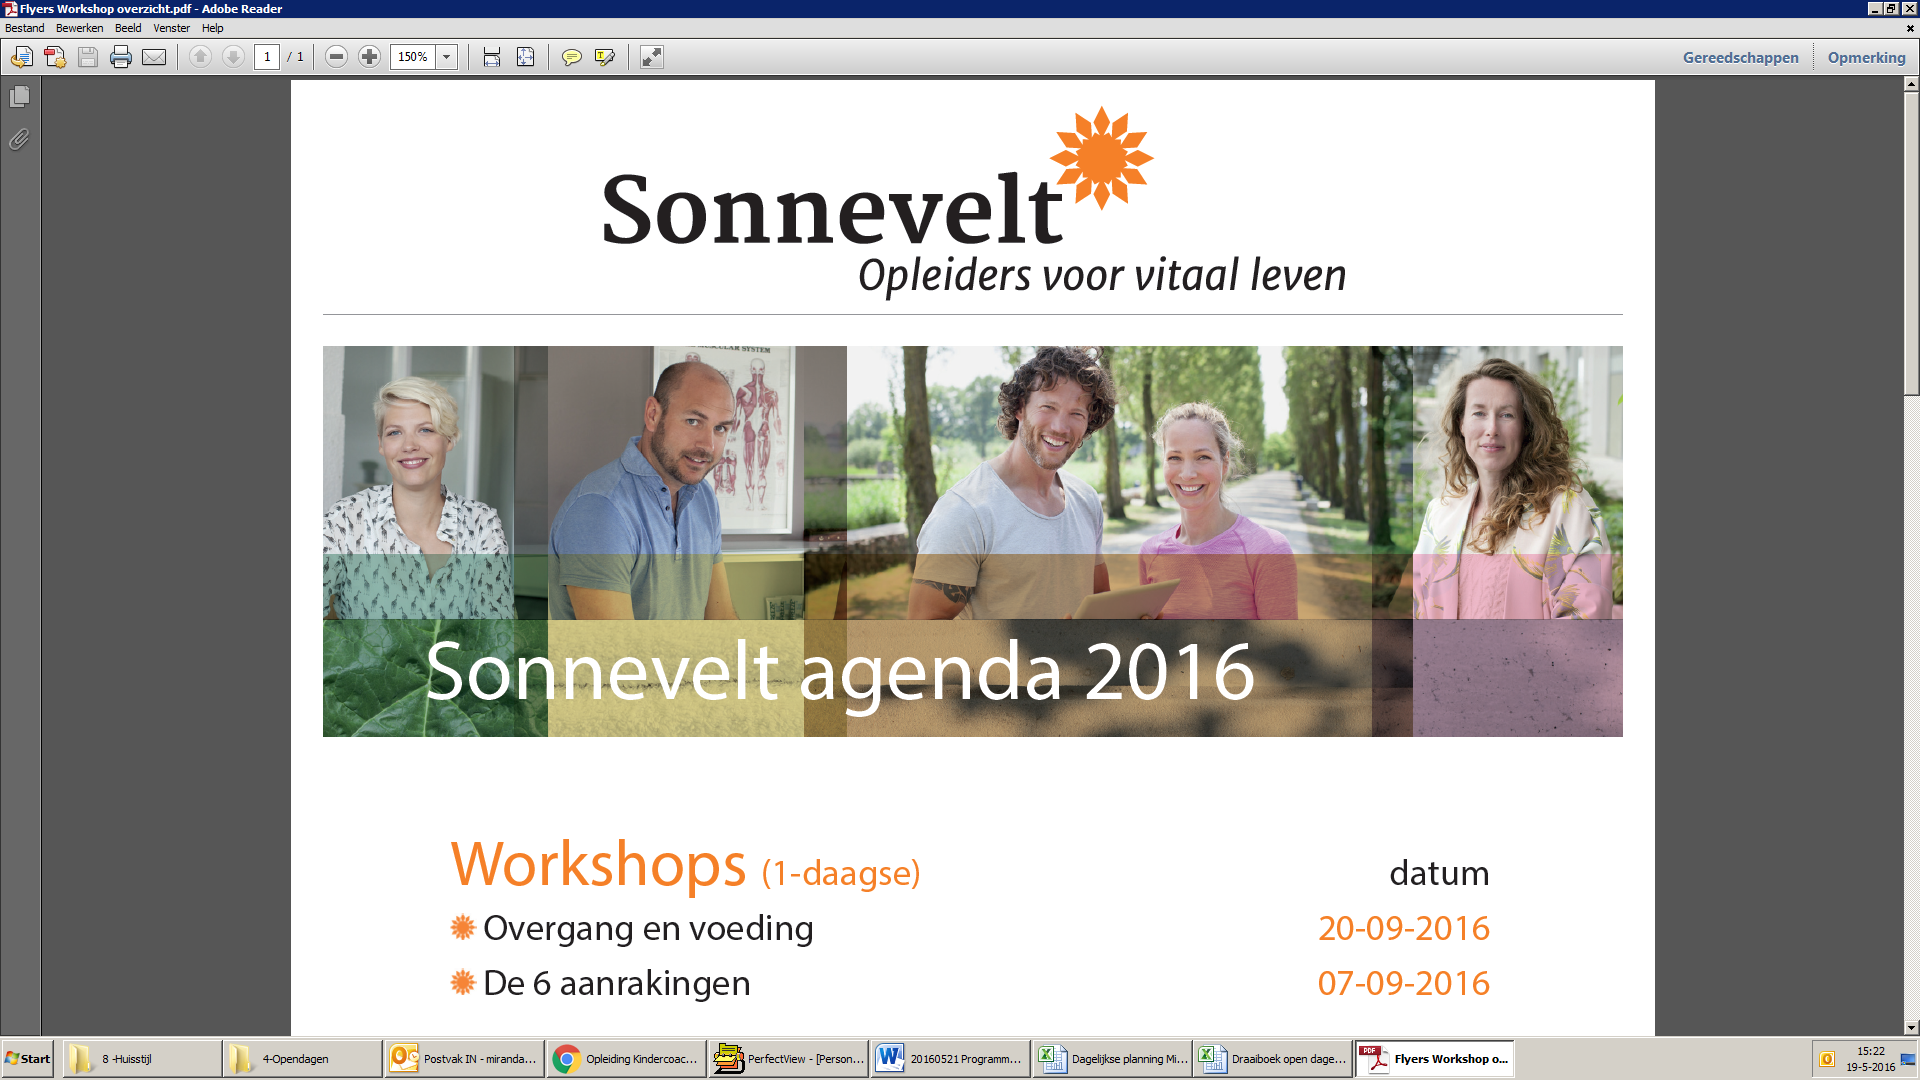 Flyers Workshop overzicht.pdf - Adobe Reader
Bestand Bewerken Beeld Venster Help
1 / 1 150% Gereedschappen Opmerking
Sonnevelt
Opleiders voor vitaal leven
SYSTEM
Sonnevelt agenda 2016
Workshops (1-daagse) datum
Overgang en voeding 20-09-2016
De 6 aanrakingen 07-09-2016
Start 8 -Huisstijl 4-Opendagen Postvak IN - miranda... Opleiding Kindercoac... PerfectView - [Person... 20160521 Programm... Dagelijkse planning Mi... Draaiboek open dage... Flyers Workshop o... 15:22
19-5-2016